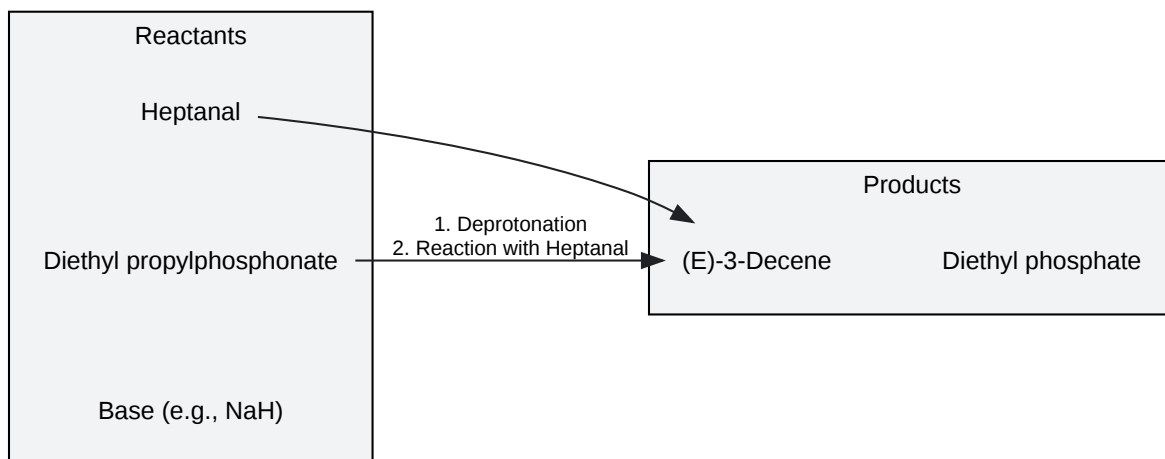 Reactants
Heptanal
Products
1. Deprotonation
2. Reaction with Heptanal
Diethyl propylphosphonate
(E)-3-Decene
Diethyl phosphate
Base (e.g., NaH)